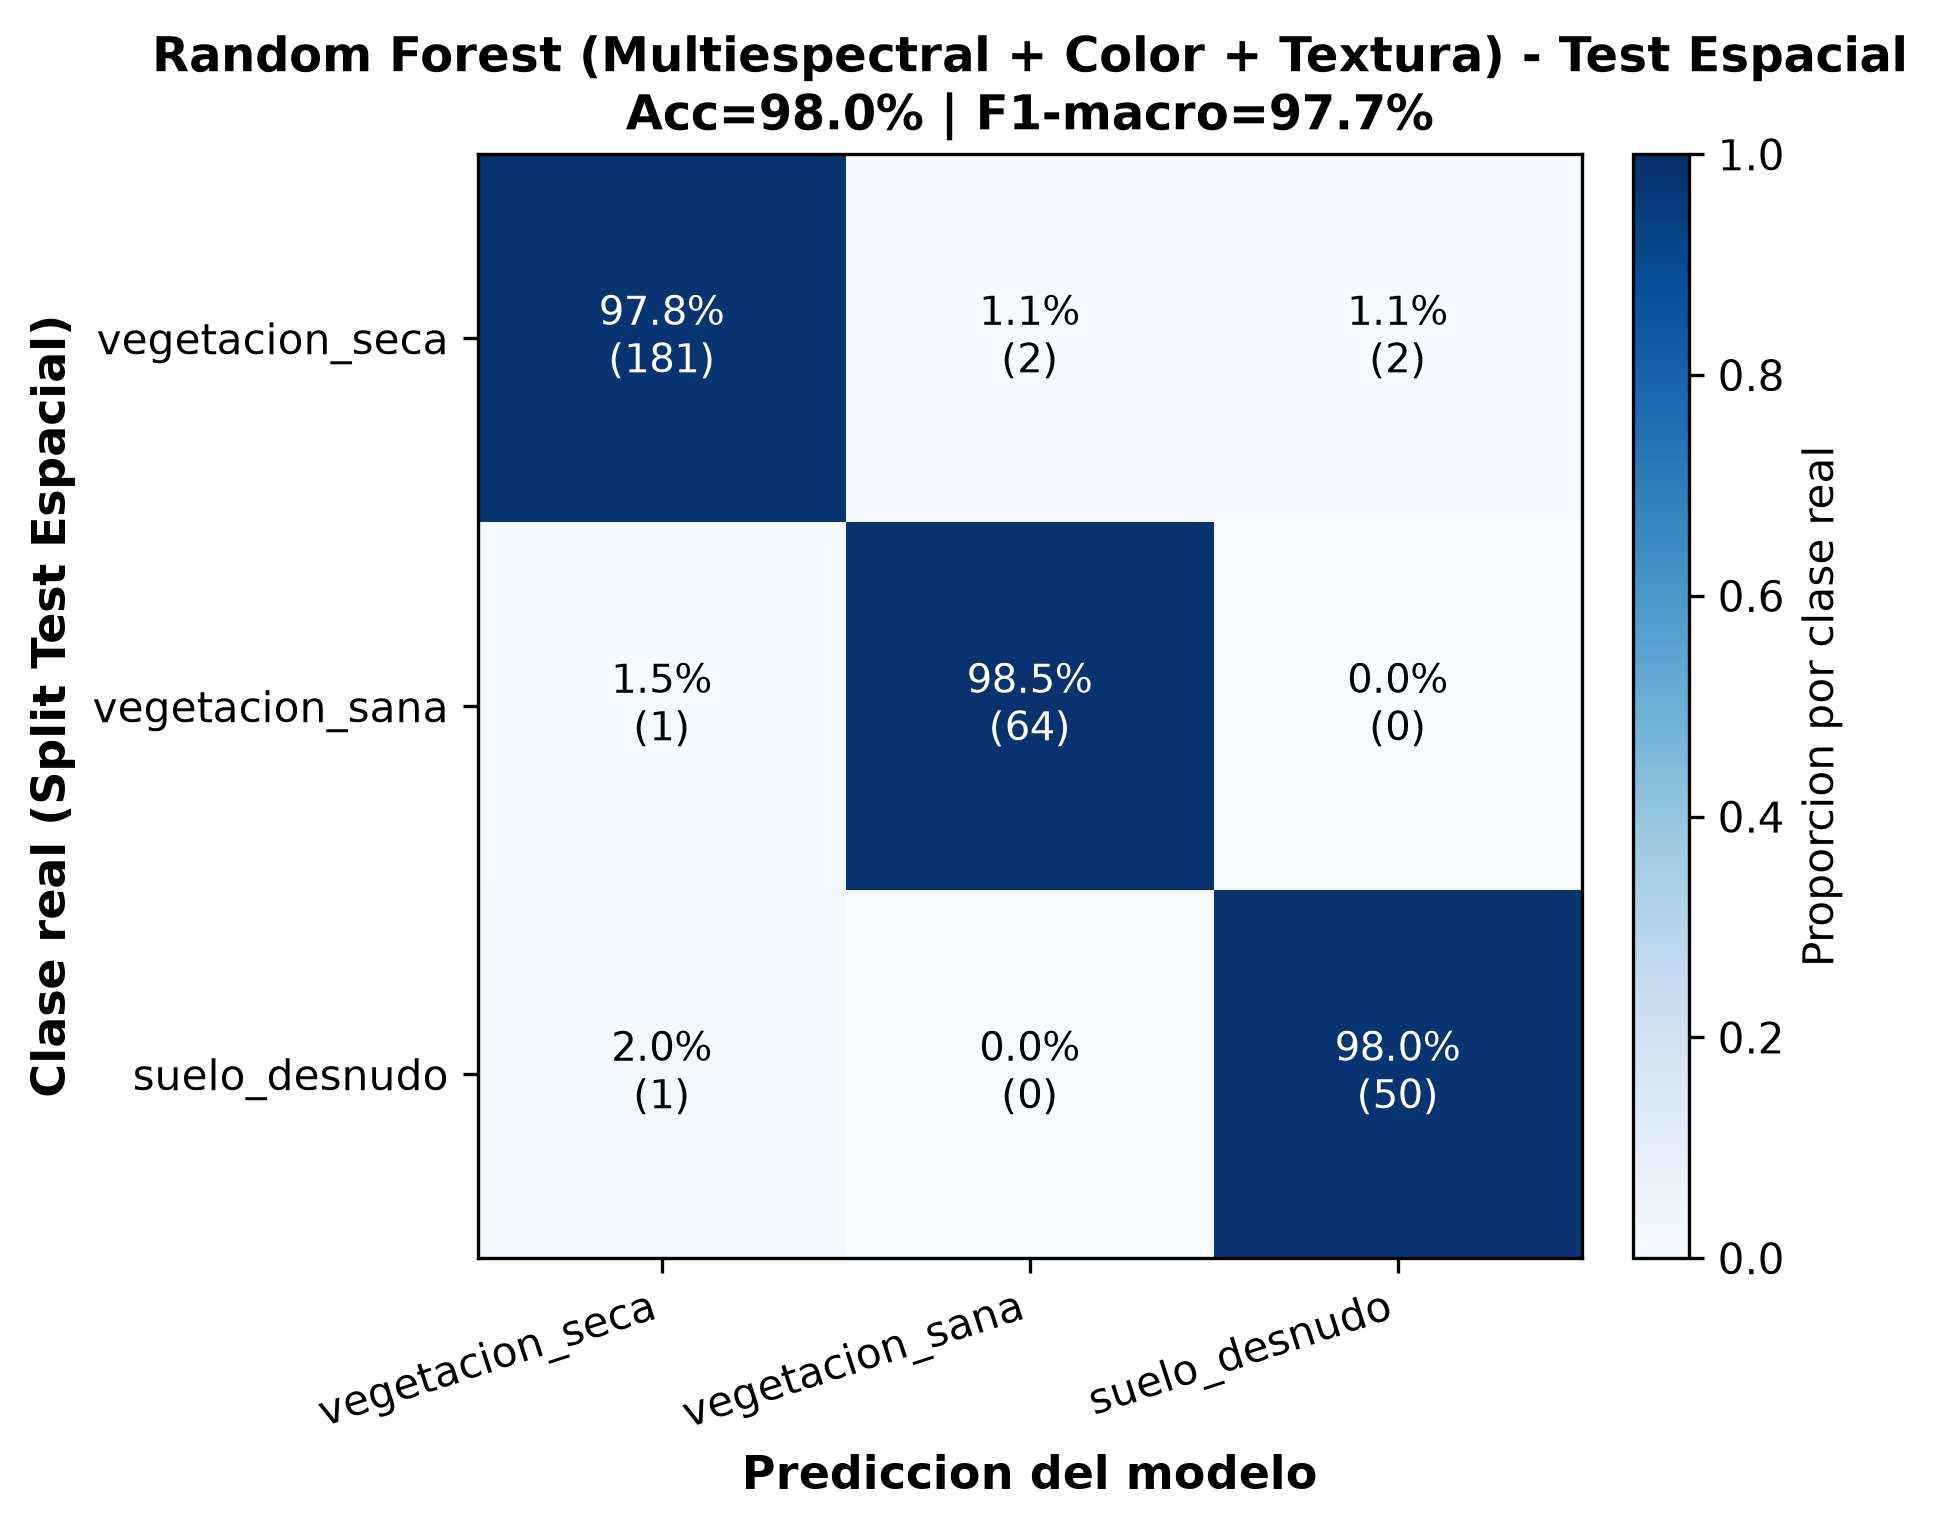 Random Forest (Multiespectral + Color + Textura) - Test Espacial
Acc=98.0% | F1-macro=97.7%
Clase real (Split Test Espacial)
vegetacion_seca
97.8%
(181)
1.1%
(2)
1.1%
(2)
vegetacion_sana
1.5%
(1)
98.5%
(64)
0.0%
(0)
suelo_desnudo
2.0%
(1)
0.0%
(0)
98.0%
(50)
vegetacion_seca
vegetacion_sana
suelo_desnudo
Prediccion del modelo
1.0
0.8
0.6
0.4
0.2
0.0
Proporcion por clase real